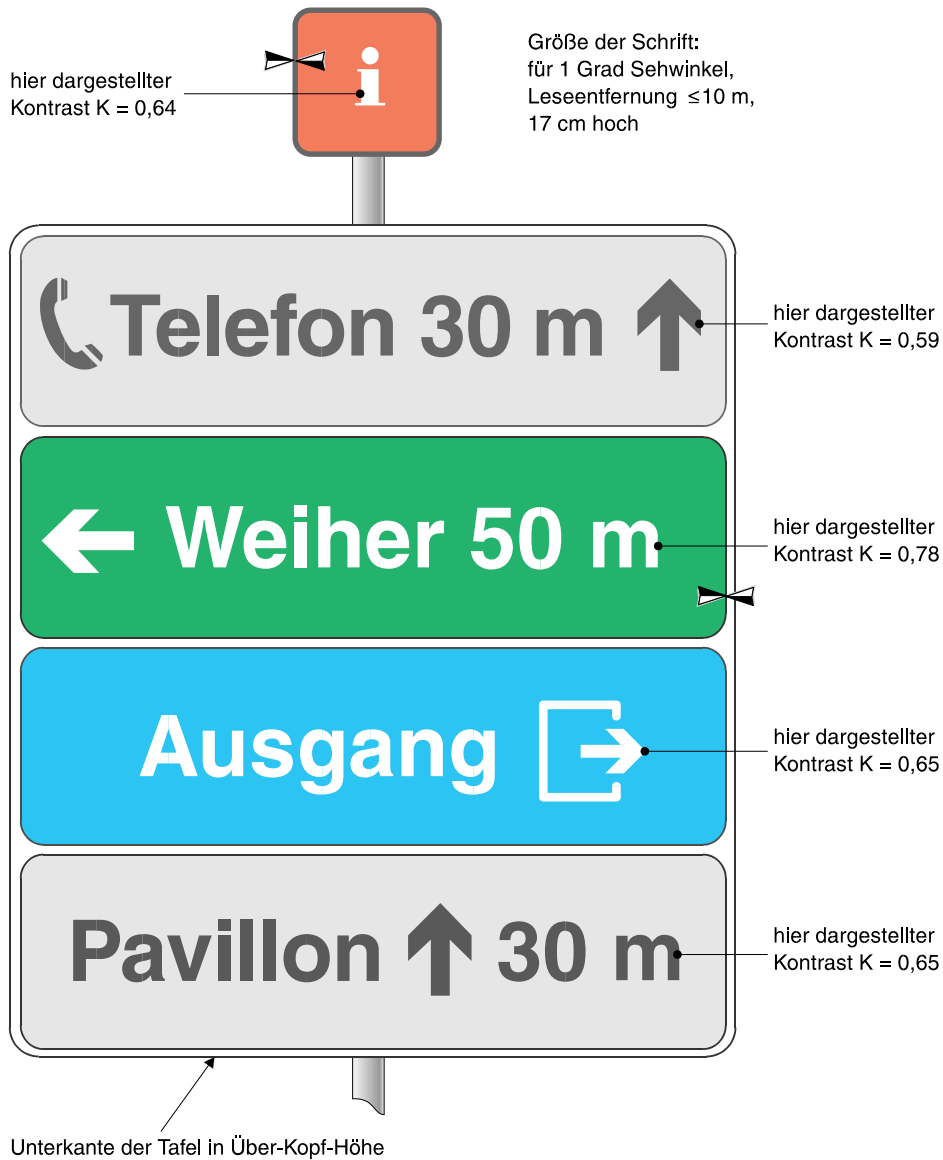 hier dargestellter
Kontrast K = 0,64
i
Größe der Schrift:
für 1 Grad Sehwinkel,
Leseentfernung ≤10 m,
17 cm hoch
Telefon 30 m
hier dargestellter
Kontrast K = 0,59
Weiher 50 m
hier dargestellter
Kontrast K = 0,78
Ausgang
hier dargestellter
Kontrast K = 0,65
Pavillon 30 m
hier dargestellter
Kontrast K = 0,65
Unterkante der Tafel in Über-Kopf-Höhe